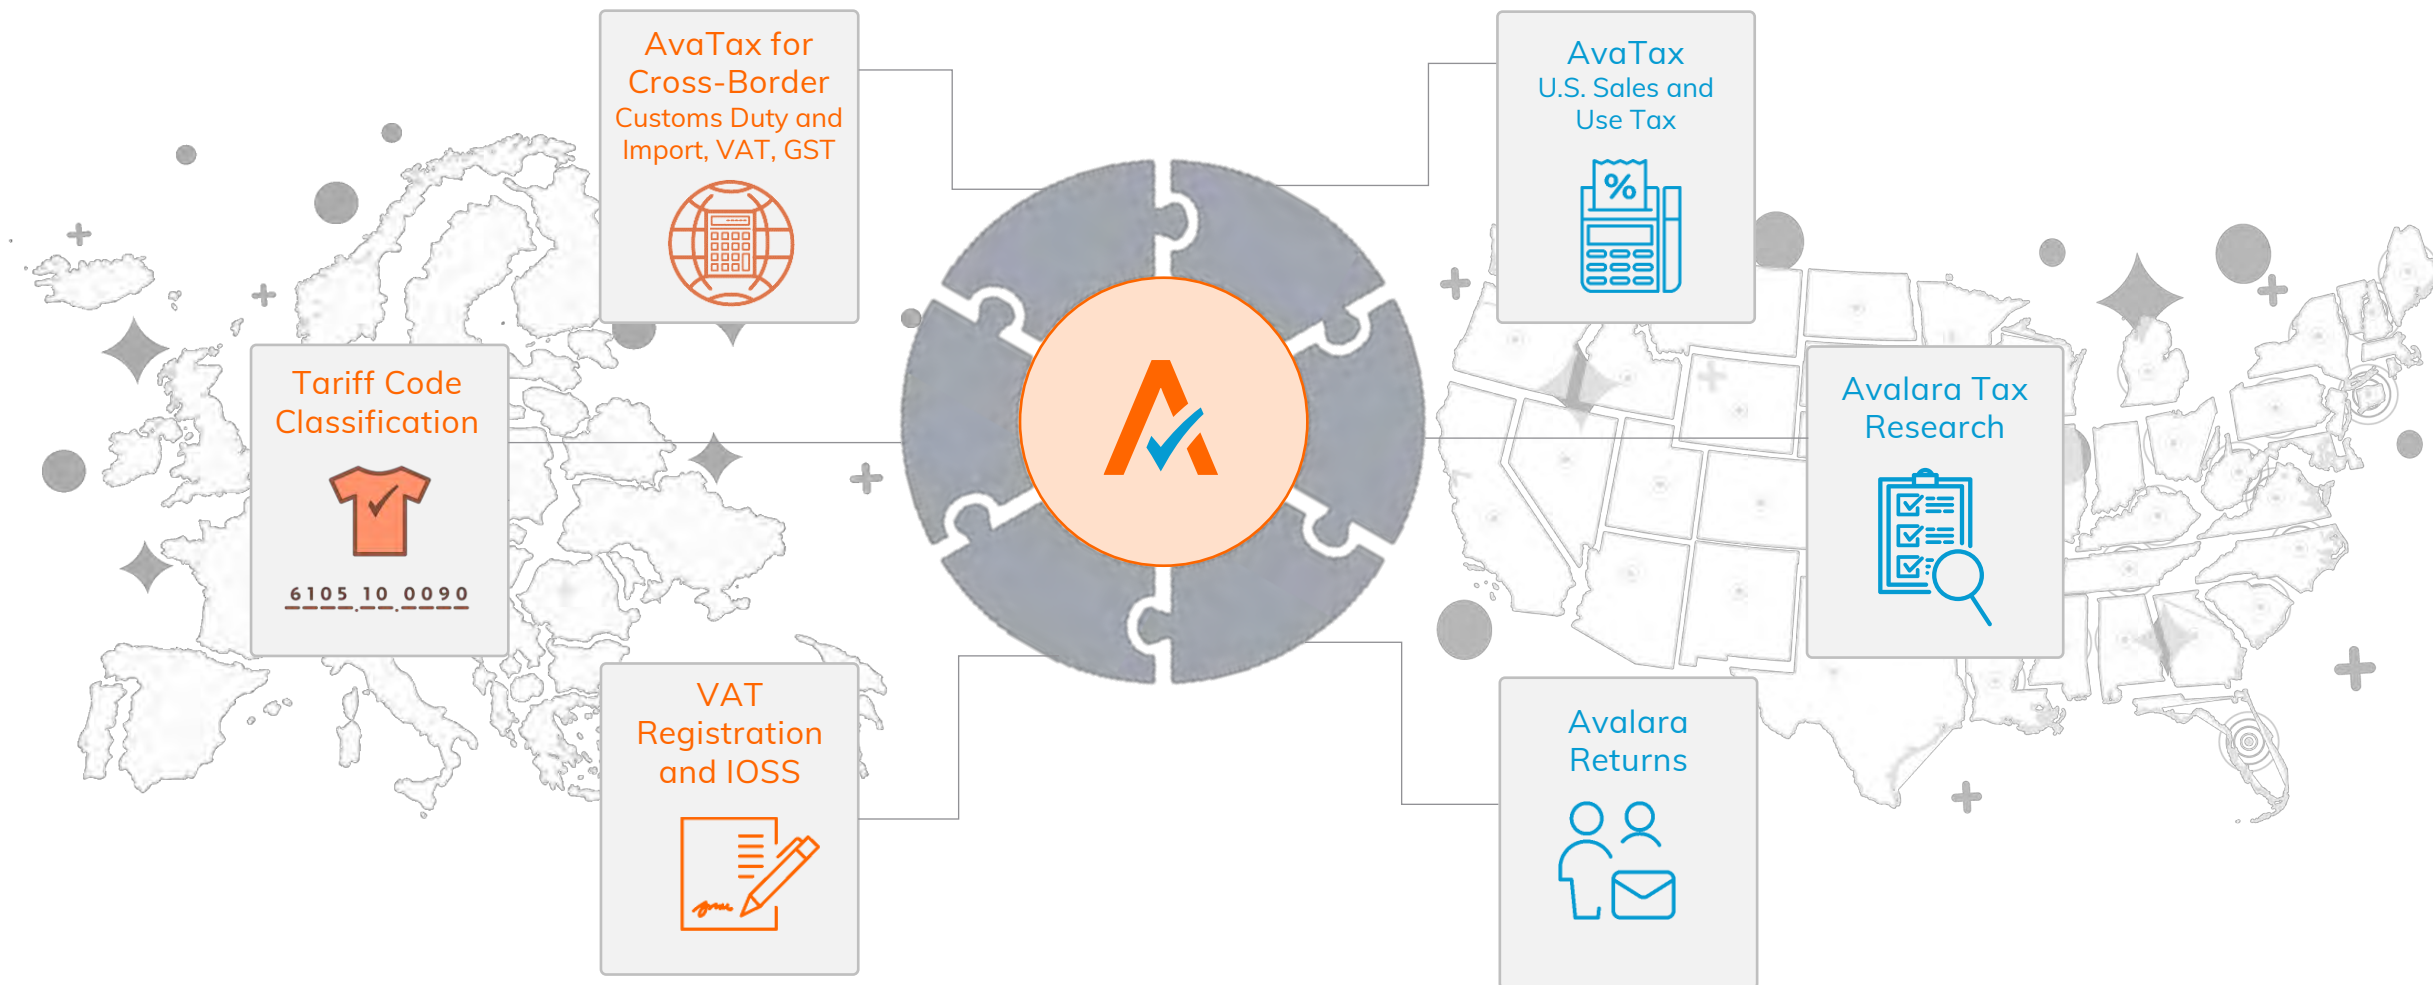 AvaTax for
Cross-Border
Customs Duty and
Import, VAT, GST
AvaTax
U.S. Sales and
Use Tax
%
Tariff Code
Classification
6105.10.0090
Avalara Tax
Research
VAT
Registration
and IOSS
Avalara
Returns